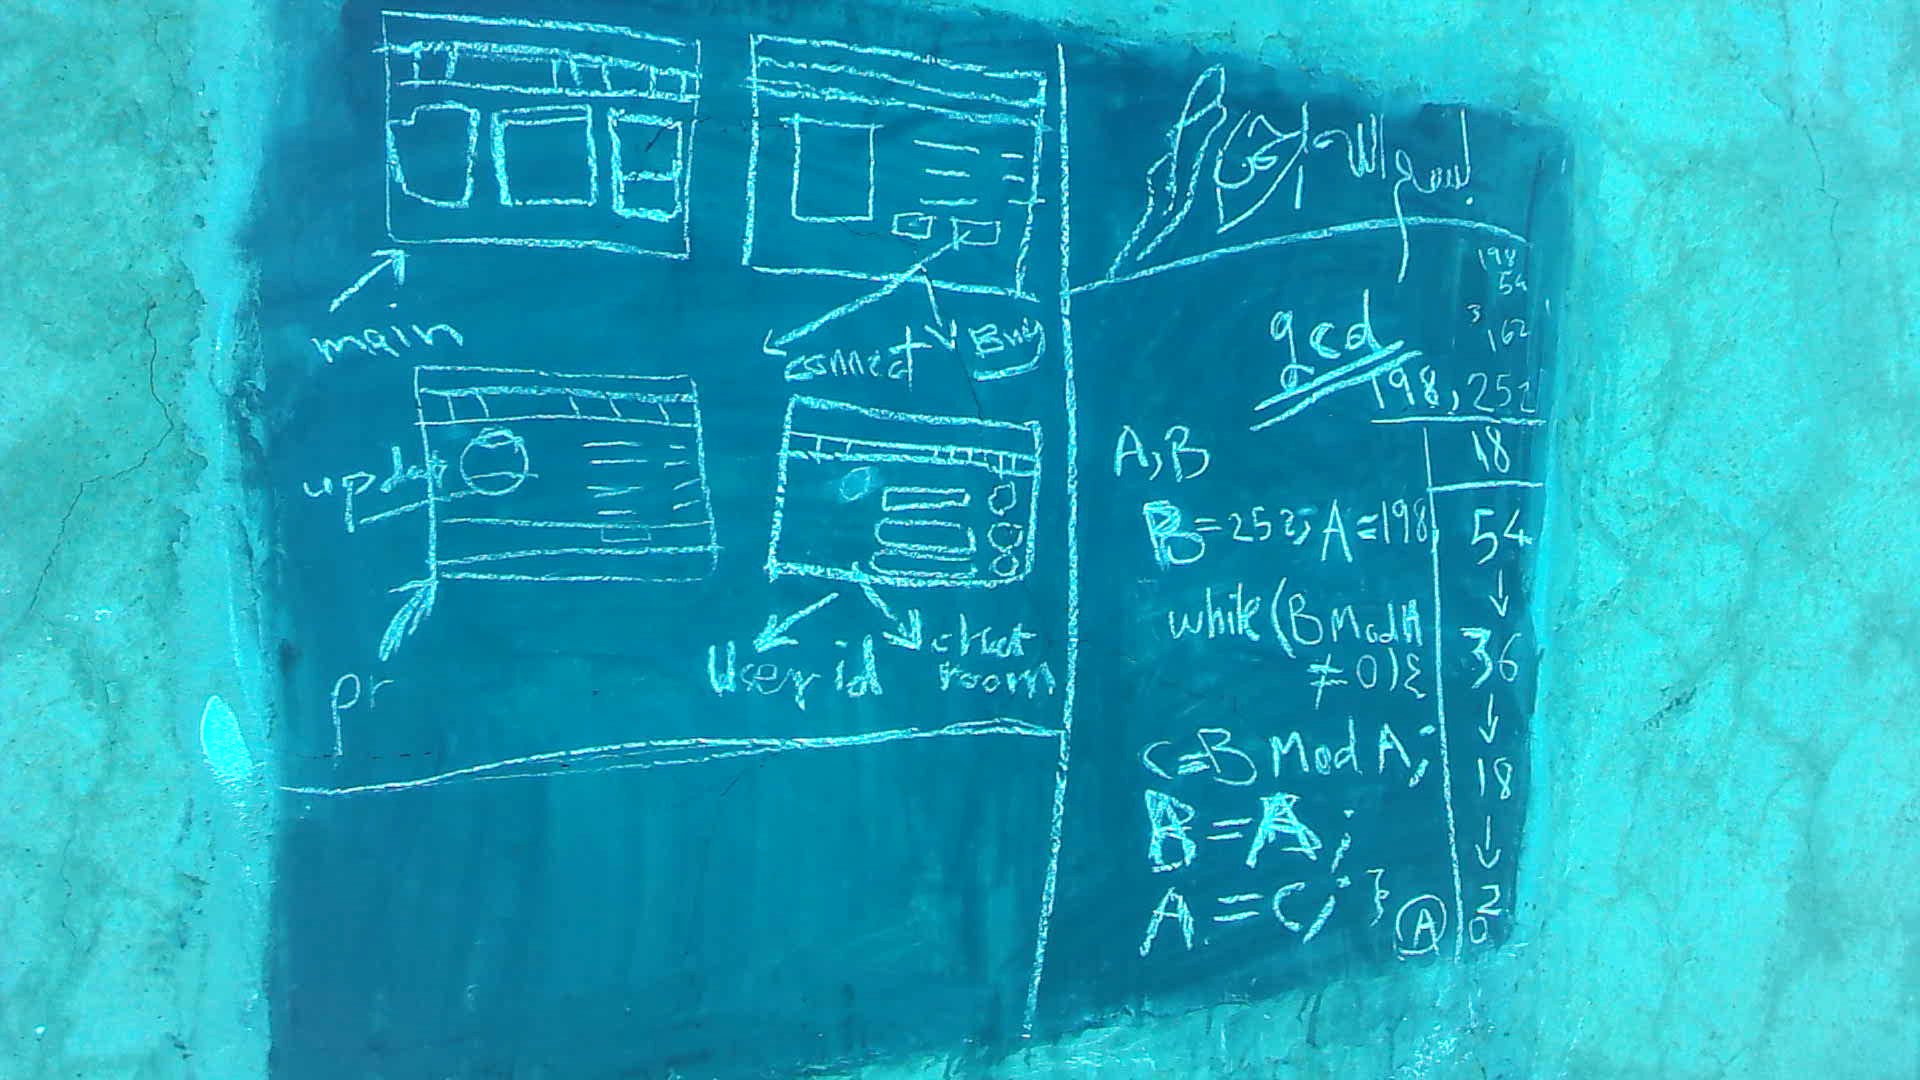 main
connect
Buy
update
pr
User id
chat
room
بسم الله الرحمن
198
54
3
162
gcd
198, 252
18
A,B
B=252, A=198,
54
while (B Mod A
≠ 0){
36
C=B Mod A;
18
B=A;
A=C; }
A
2
0